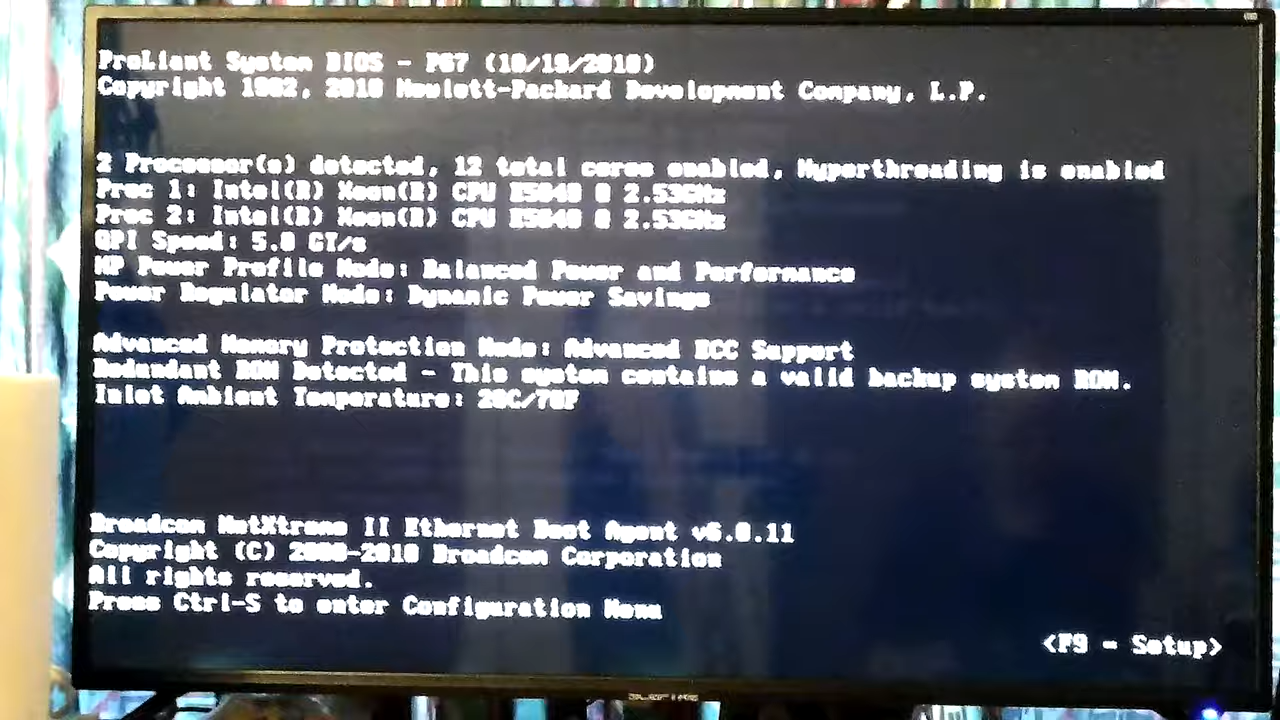 ProLiant System BIOS - P67 (10/19/2010)
Copyright 1982, 2010 Hewlett-Packard Development Company, L.P.
2 Processor(s) detected, 12 total cores enabled, Hyperthreading is enabled
Proc 1: Intel(R) Xeon(R) CPU E5649 @ 2.53GHz
Proc 2: Intel(R) Xeon(R) CPU E5649 @ 2.53GHz
QPI Speed: 5.8 GT/s
HP Power Profile Mode: Balanced Power and Performance
Power Regulator Mode: Dynamic Power Savings
Advanced Memory Protection Mode: Advanced ECC Support
Redundant ROM Detected - This system contains a valid backup system ROM.
Inlet Ambient Temperature:
Broadcom NetXtreme II Ethernet Boot Agent v6.0.11
Copyright (C) 2000-2010 Broadcom Corporation
All rights reserved.
Press Ctrl-S to enter Configuration Menu
<F9 = Setup>